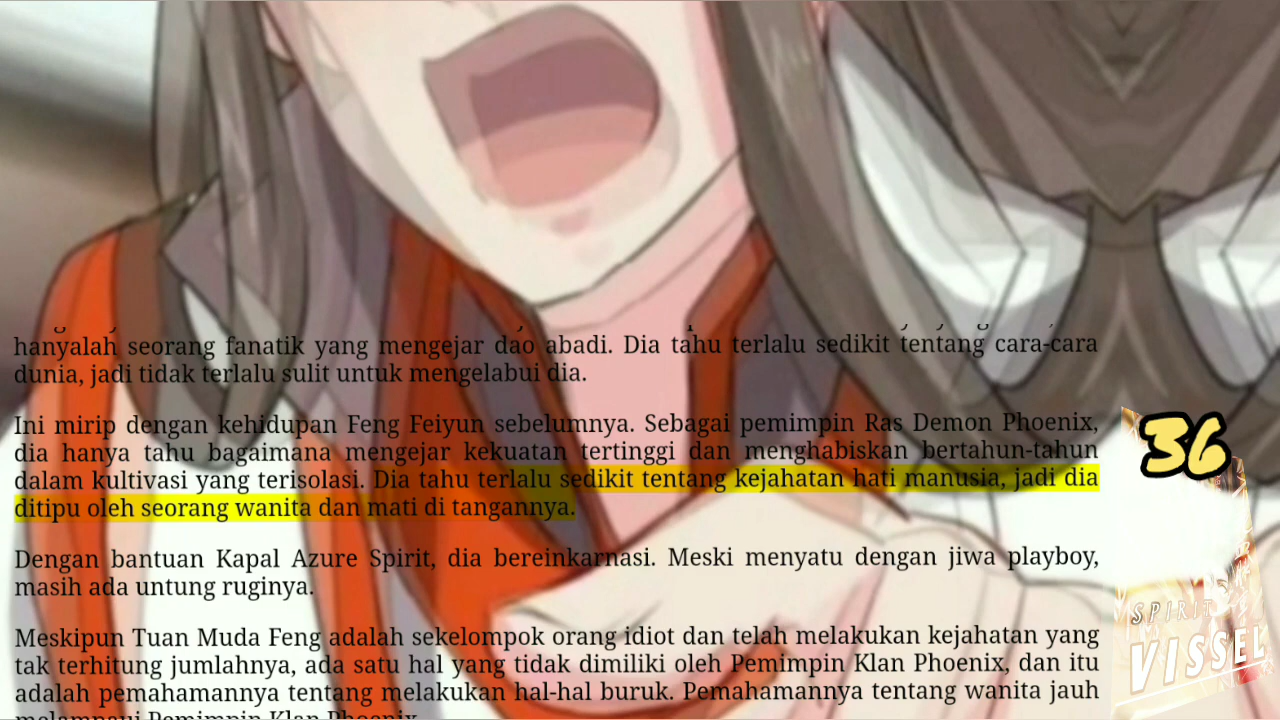 hanyalah seorang fanatik yang mengejar dao abadi. Dia tahu terlalu sedikit tentang cara-cara
dunia, jadi tidak terlalu sulit untuk mengelabui dia.
Ini mirip dengan kehidupan Feng Feiyun sebelumnya. Sebagai pemimpin Ras Demon Phoenix,
dia hanya tahu bagaimana mengejar kekuatan tertinggi dan menghabiskan bertahun-tahun
dalam kultivasi yang terisolasi. Dia tahu terlalu sedikit tentang kejahatan hati manusia, jadi dia
ditipu oleh seorang wanita dan mati di tangannya.
Dengan bantuan Kapal Azure Spirit, dia bereinkarnasi. Meski menyatu dengan jiwa playboy,
masih ada untung ruginya.
Meskipun Tuan Muda Feng adalah sekelompok orang idiot dan telah melakukan kejahatan yang
tak terhitung jumlahnya, ada satu hal yang tidak dimiliki oleh Pemimpin Klan Phoenix, dan itu
adalah pemahamannya tentang melakukan hal-hal buruk. Pemahamannya tentang wanita jauh
melampaui Pemimpin Klan Phoenix.
36
SPIRIT
VISSEL